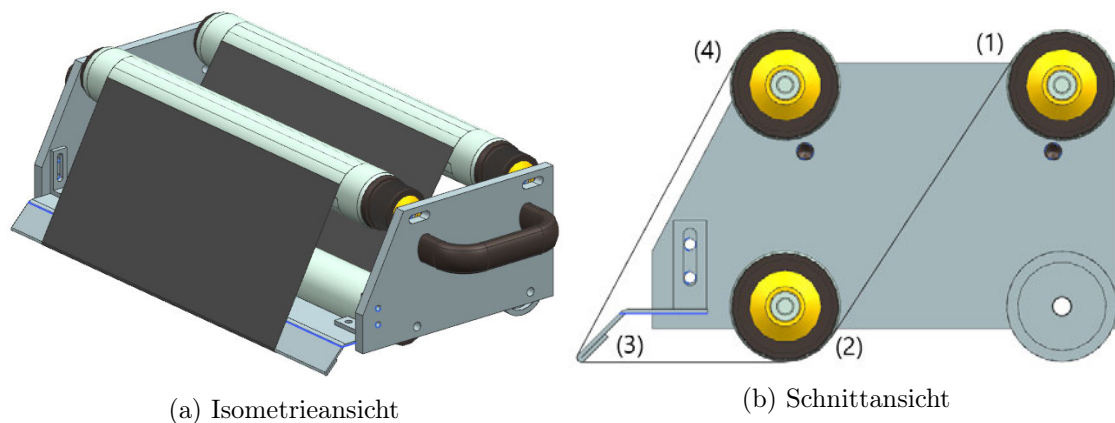 (4)
(1)
(3)
(2)
(a) Isometrieansicht
(b) Schnittansicht